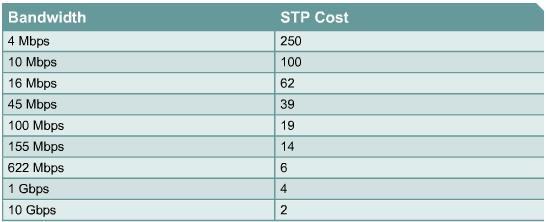 Bandwidth STP Cost
4 Mbps 250
10 Mbps 100
16 Mbps 62
45 Mbps 39
100 Mbps 19
155 Mbps 14
622 Mbps 6
1 Gbps 4
10 Gbps 2